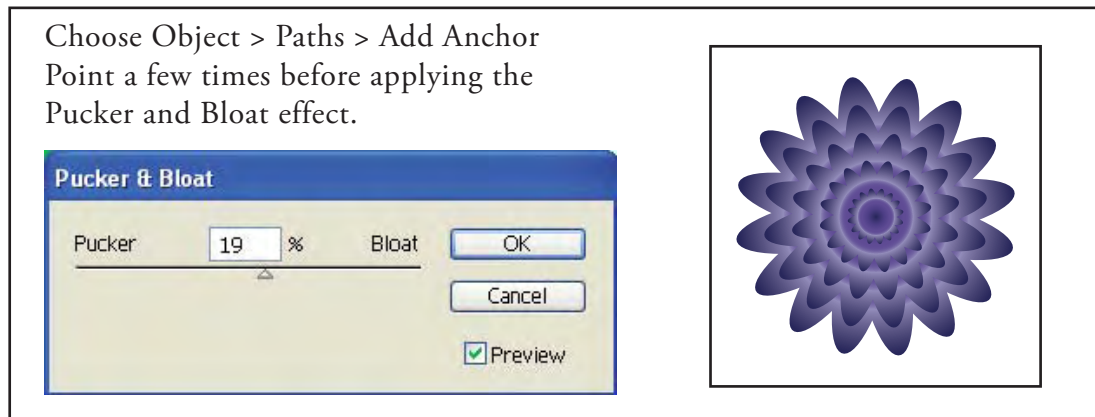 Choose Object > Paths > Add Anchor
Point a few times before applying the
Pucker and Bloat effect.
Pucker & Bloat
Pucker 19 % Bloat OK
Cancel
Preview